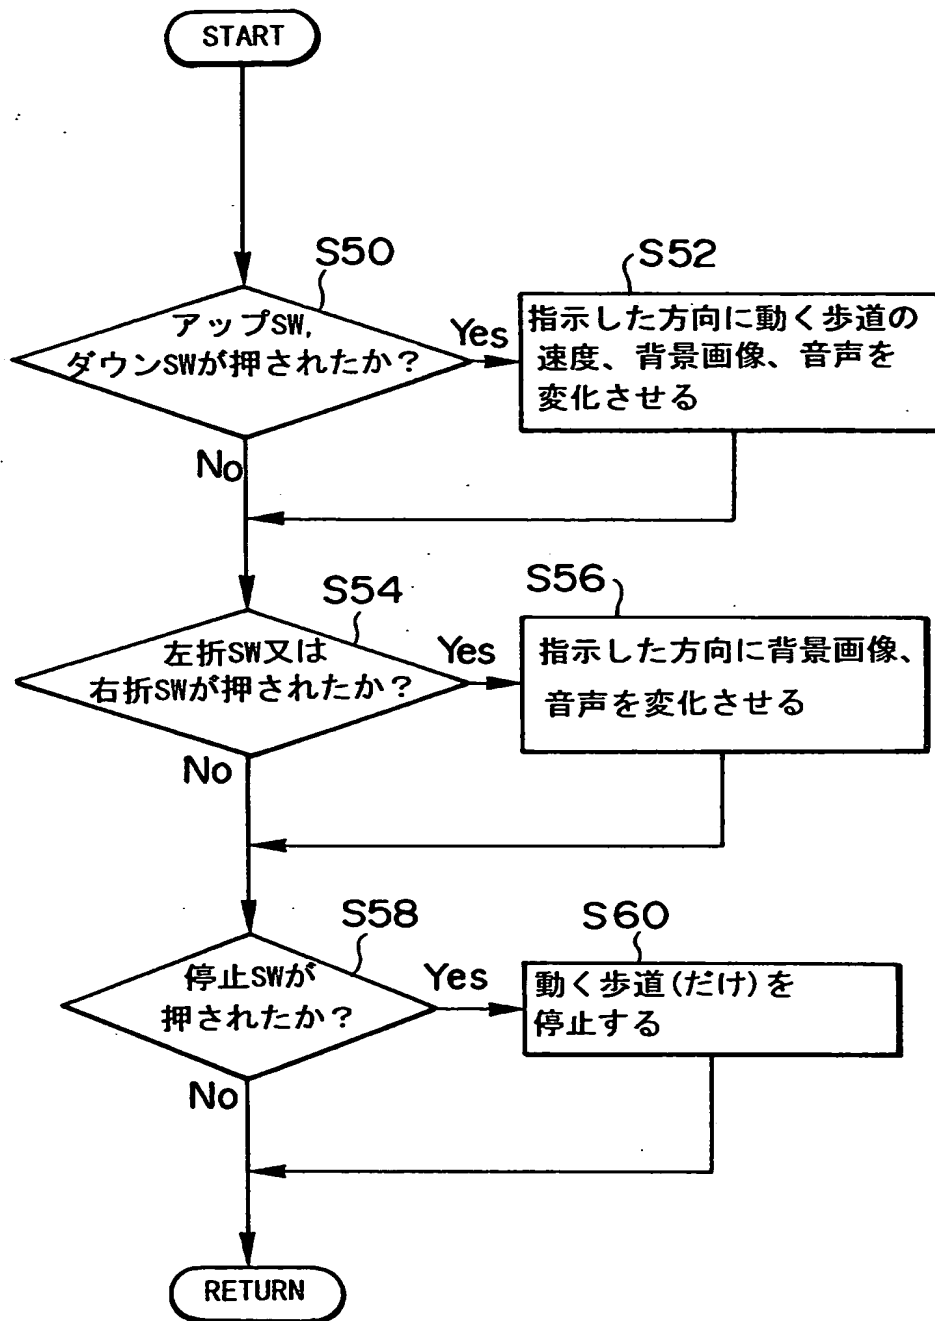 START
S50
アップSW,
ダウンSWが押されたか?
Yes
No
S52
指示した方向に動く歩道の
速度、背景画像、音声を
変化させる
S54
左折SW又は
右折SWが押されたか?
Yes
No
S56
指示した方向に背景画像、
音声を変化させる
S58
停止SWが
押されたか?
Yes
No
S60
動く歩道(だけ)を
停止する
RETURN